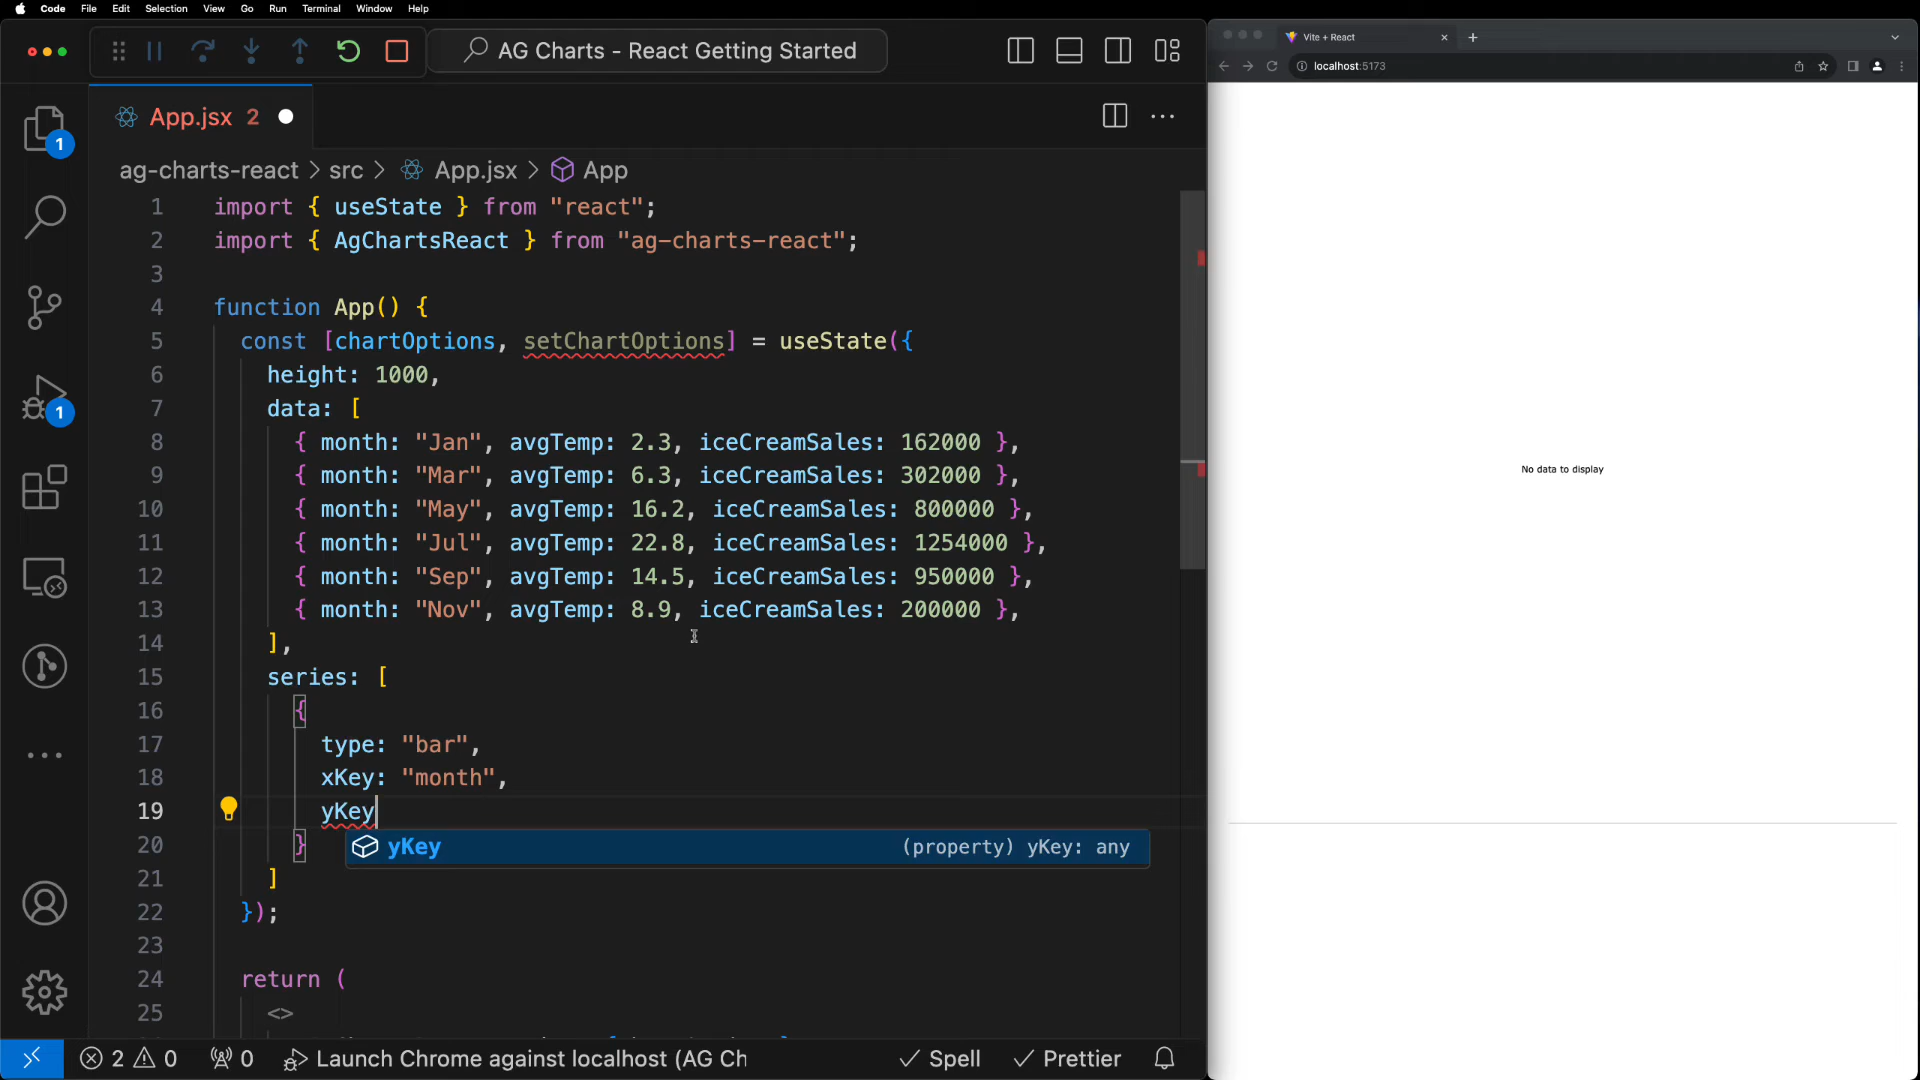 Code File Edit Selection View Go Run Terminal Window Help
AG Charts - React Getting Started
App.jsx 2
ag-charts-react > src > App.jsx > App
1 import { useState } from "react";
2 import { AgChartsReact } from "ag-charts-react";
3
4 function App() {
5 const [chartOptions, setChartOptions] = useState({
6 height: 1000,
7 data: [
8 { month: "Jan", avgTemp: 2.3, iceCreamSales: 162000 },
9 { month: "Mar", avgTemp: 6.3, iceCreamSales: 302000 },
10 { month: "May", avgTemp: 16.2, iceCreamSales: 800000 },
11 { month: "Jul", avgTemp: 22.8, iceCreamSales: 1254000 },
12 { month: "Sep", avgTemp: 14.5, iceCreamSales: 950000 },
13 { month: "Nov", avgTemp: 8.9, iceCreamSales: 200000 },
14 ],
15 series: [
16 {
17 type: "bar",
18 xKey: "month",
19 yKey
20 }
yKey (property) yKey: any
21 ]
22 });
23
24 return (
25 <>
1
1
2 0 0 Launch Chrome against localhost (AG Ch Spell Prettier
Vite + React
localhost:5173
No data to display